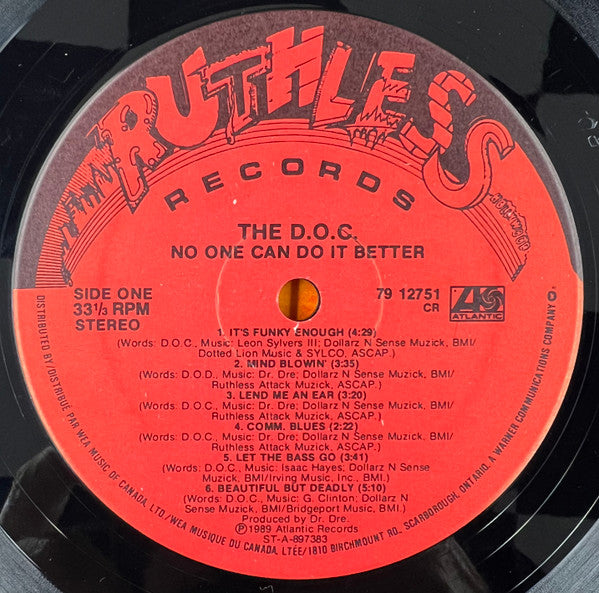 RUTHLESS
RECORDS
THE D.O.C.
NO ONE CAN DO IT BETTER
SIDE ONE
33 1/3 RPM
STEREO
79 12751
CR
ATLANTIC
1. IT'S FUNKY ENOUGH (4:29)
(Words: D.O.C., Music: Leon Sylvers III; Dollarz N Sense Muzick, BMI/
Dotted Lion Music & SYLCO, ASCAP.)
2. MIND BLOWIN' (3:35)
(Words: D.O.D., Music: Dr. Dre; Dollarz N Sense Muzick, BMI/
Ruthless Attack Muzick, ASCAP.)
3. LEND ME AN EAR (3:20)
(Words: D.O.C., Music: Dr. Dre; Dollarz N Sense Muzick, BMI/
Ruthless Attack Muzick, ASCAP.)
4. COMM. BLUES (2:22)
(Words: D.O.C., Music: Dr. Dre; Dollarz N Sense Muzick, BMI/
Ruthless Attack Muzick, ASCAP.)
5. LET THE BASS GO (3:41)
(Words: D.O.C., Music: Isaac Hayes; Dollarz N Sense
Muzick, BMI/Irving Music, Inc., BMI.)
6. BEAUTIFUL BUT DEADLY (5:10)
(Words: D.O.C., Music: G. Clinton; Dollarz N
Sense Muzick, BMI/Bridgeport Music, BMI.)
Produced by Dr. Dre.
℗1989 Atlantic Records
ST-A-897383
DISTRIBUTED BY/DISTRIBUE PAR WEA MUSIC OF CANADA, LTD./WEA MUSIQUE DU CANADA, LTÉE/1810 BIRCHMOUNT RD., SCARBOROUGH, ONTARIO, A WARNER COMMUNICATIONS COMPANY